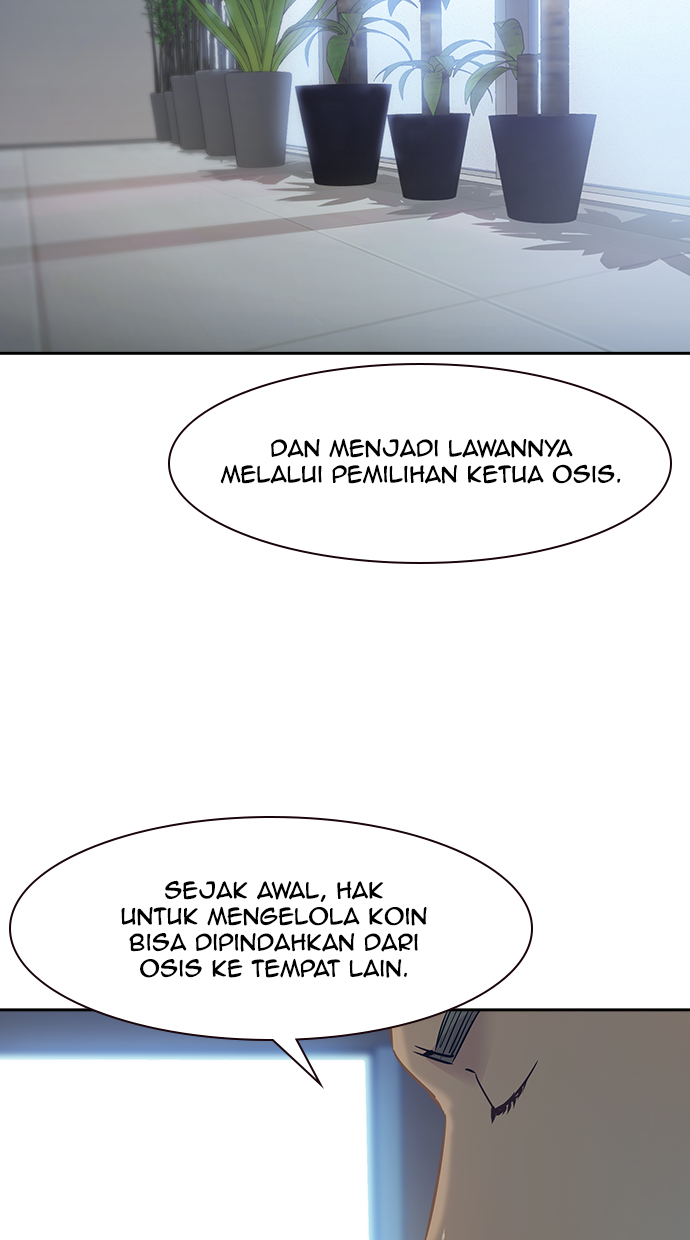 DAN MENJADI LAWANNYA
MELALUI PEMILIHAN KETUA OSIS.
SEJAK AWAL, HAK
UNTUK MENGELOLA KOIN
BISA DIPINDAHKAN DARI
OSIS KE TEMPAT LAIN.